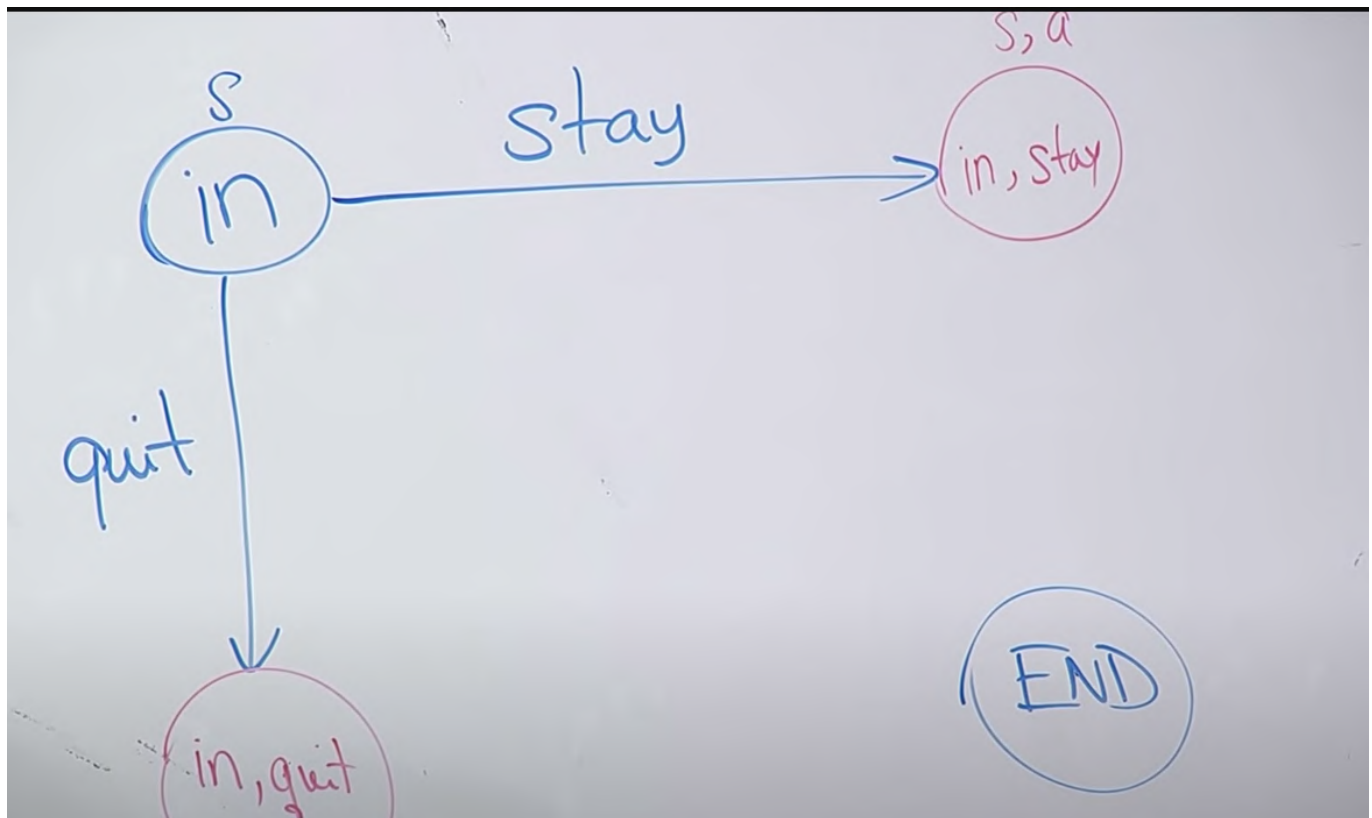 s, a
s
stay
in
in, stay
quit
END
in, quit